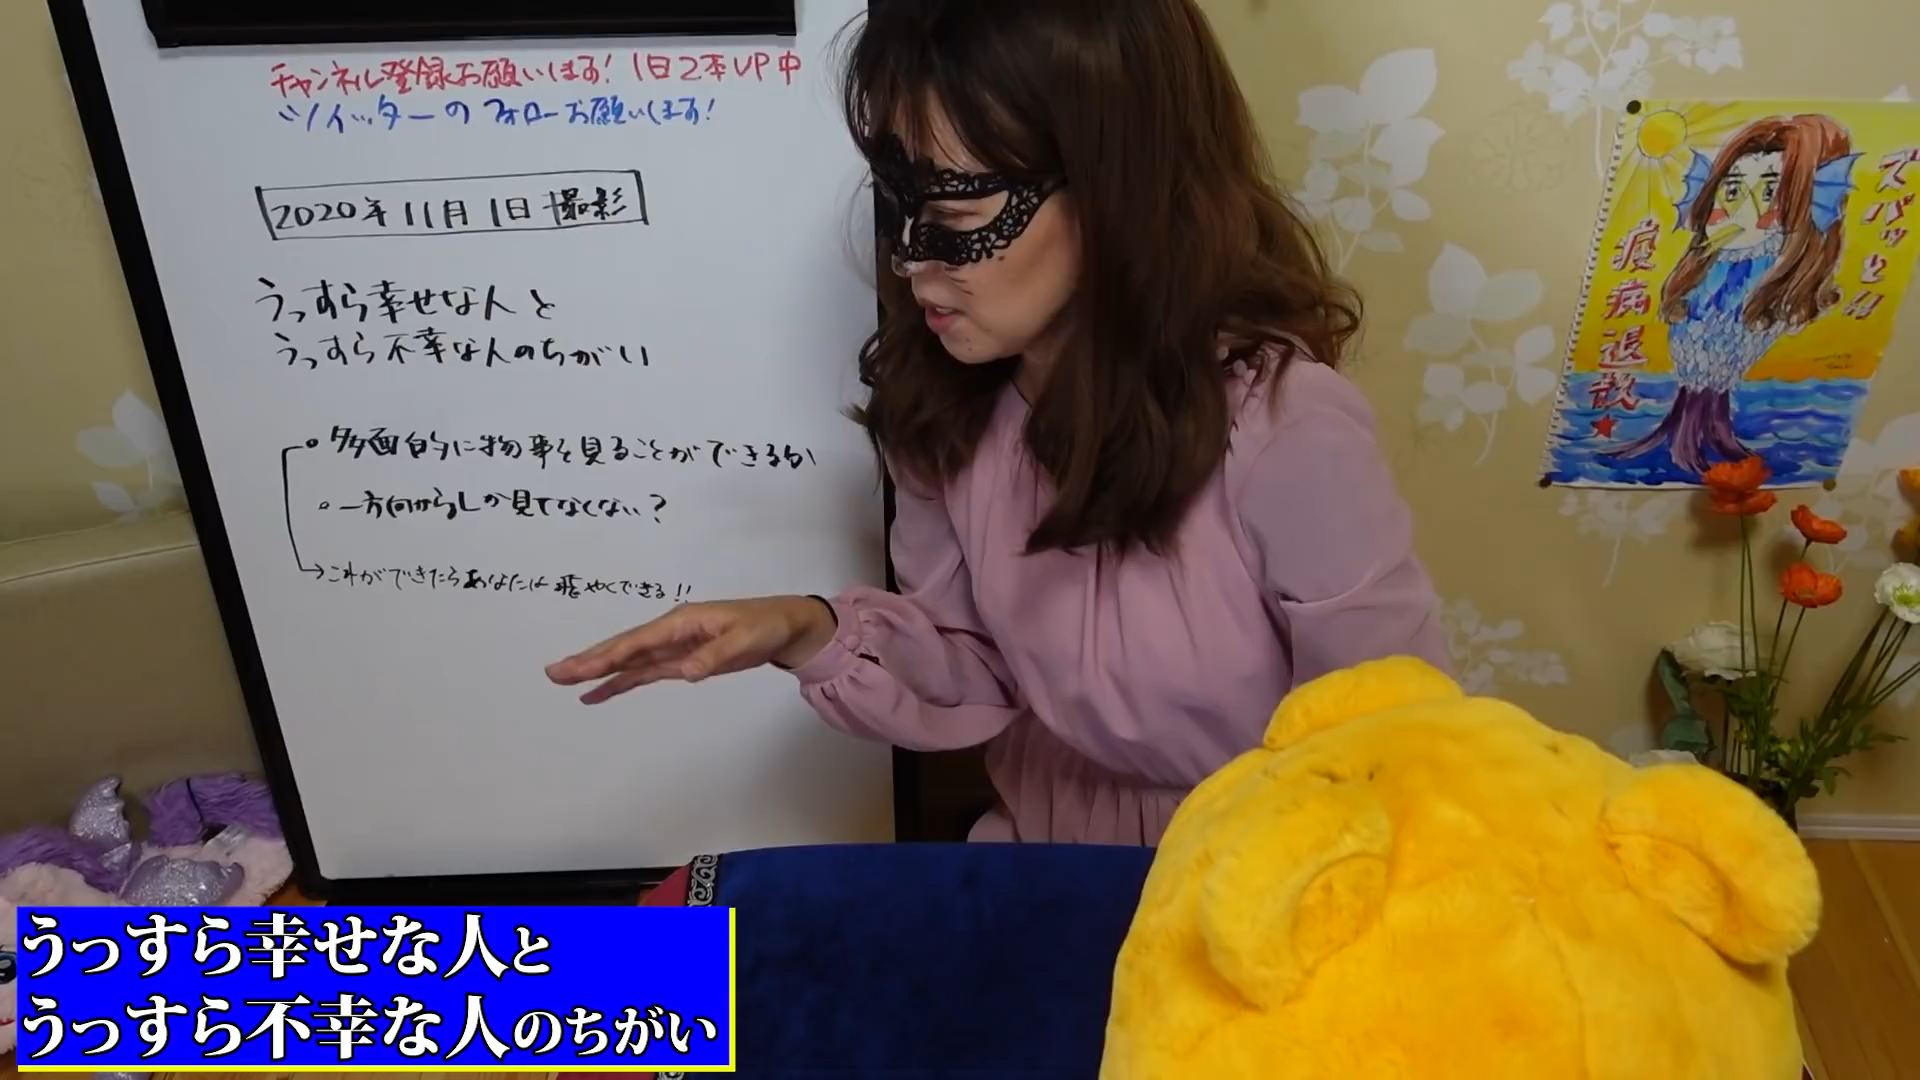 チャンネル登録お願いします！1日2本UP中
ツイッターのフォローお願いします！
2020年11月1日撮影
うっすら幸せな人と
うっすら不幸な人のちがい
。多面的に物事を見ることができるか
。一方向からしか見てなくない？
→これができたらあなたは飛やくできる!!
ズバッと!!
疫病退散★
うっすら幸せな人と
うっすら不幸な人のちがい